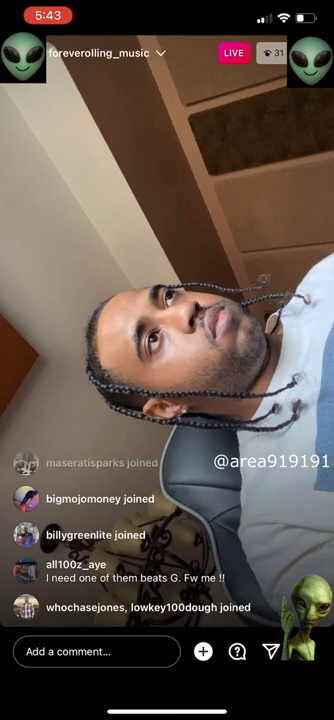 5:43
foreverolling_music
LIVE
31
@area919191
maseratisparks joined
bigmojomoney joined
billygreenlite joined
all100z_aye
I need one of them beats G. Fw me !!
whochasejones, lowkey100dough joined
Add a comment...